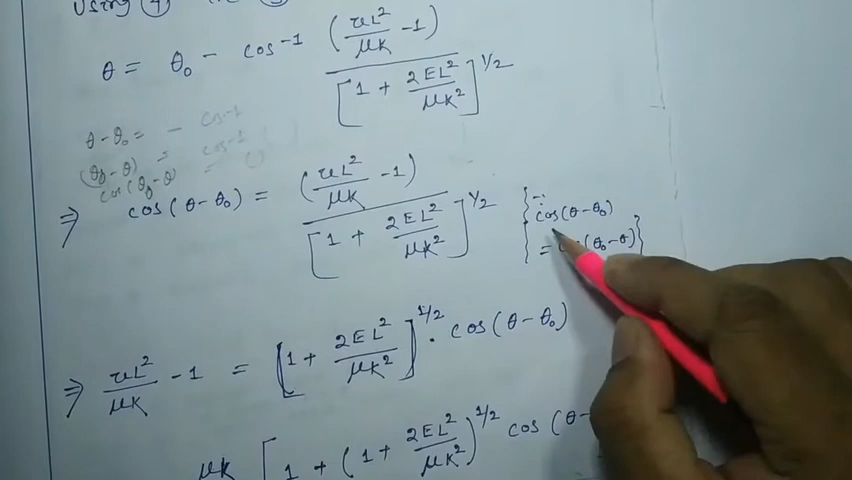 Using (4)
θ = θ₀ - cos⁻¹ (uL²/μK - 1) / [1 + 2EL²/μK²]^1/2
θ-θ₀ = - cos⁻¹
(θ₀-θ) = cos⁻¹
cos(θ₀-θ) = ( )
⇒ cos(θ-θ₀) = (uL²/μK - 1) / [1 + 2EL²/μK²]^1/2 { ∵ cos(θ-θ₀)
= (θ₀-θ) }
⇒ uL²/μK - 1 = [1 + 2EL²/μK²]^1/2 . cos(θ-θ₀)
μK [1 + (1 + 2EL²/μK²)^1/2 cos(θ-